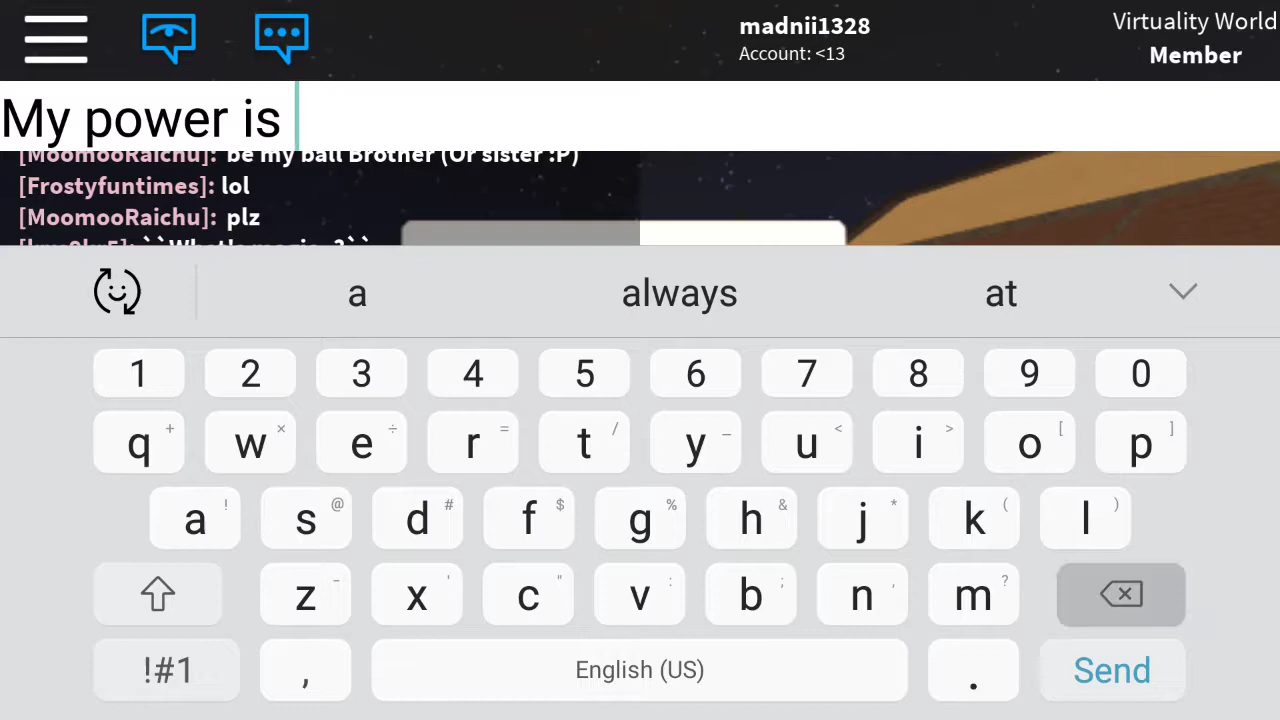 madnii1328
Account: <13
Virtuality World
Member
My power is
[MoomooRaichu]: be my ball Brother (Or sister :P)
[Frostyfuntimes]: lol
[MoomooRaichu]: plz
a always at
1 2 3 4 5 6 7 8 9 0
q + w × e ÷ r = t / y _ u < i > o [ p ]
a ! s @ d # f $ g % h & j * k ( l )
z - x ' c " v : b ; n , m ?
!#1 , English (US) . Send